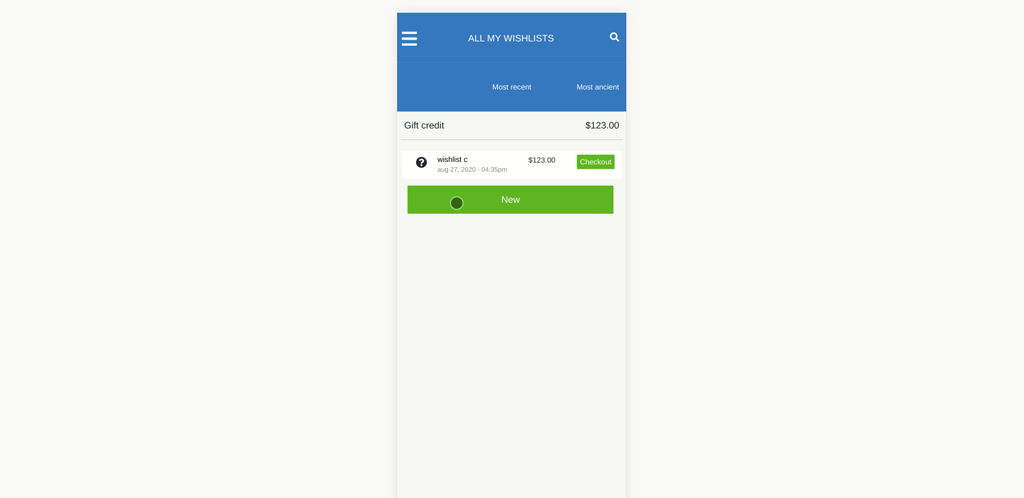 ALL MY WISHLISTS
Most recent Most ancient
Gift credit $123.00
wishlist c $123.00 Checkout
aug 27, 2020 - 04:35pm
New